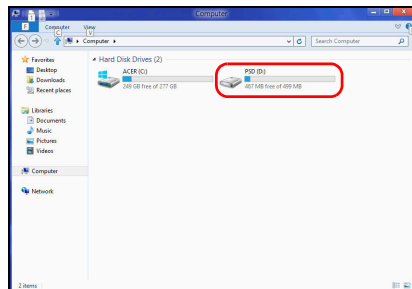 Computer
1
F
Computer
View
C
V
Computer
Search Computer
Favorites
Desktop
Downloads
Recent places
Libraries
Documents
Music
Pictures
Videos
Computer
Network
Hard Disk Drives (2)
ACER (C:)
249 GB free of 277 GB
PSD (D:)
487 MB free of 499 MB
2 items